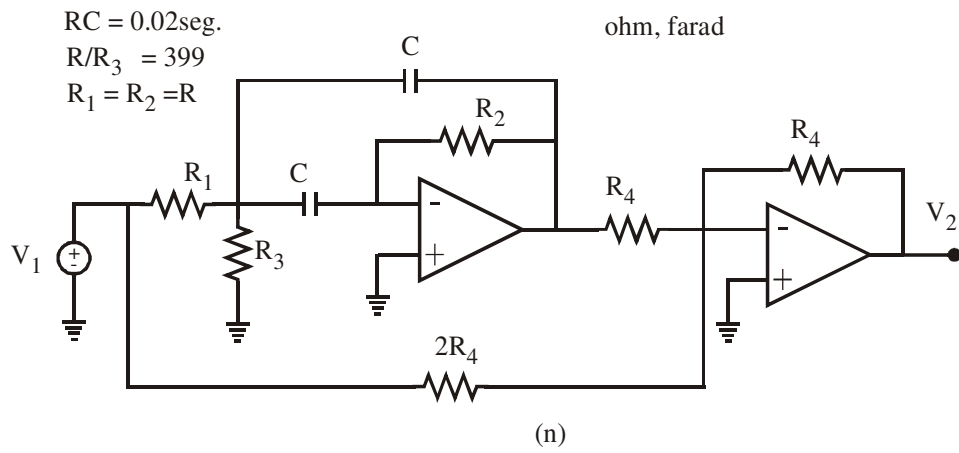 RC = 0.02seg.
ohm, farad
R/R3 = 399
R1 = R2 =R
C
R2
R4
R1
C
R4
V2
V1
+
-
R3
-
+
-
+
2R4
(n)